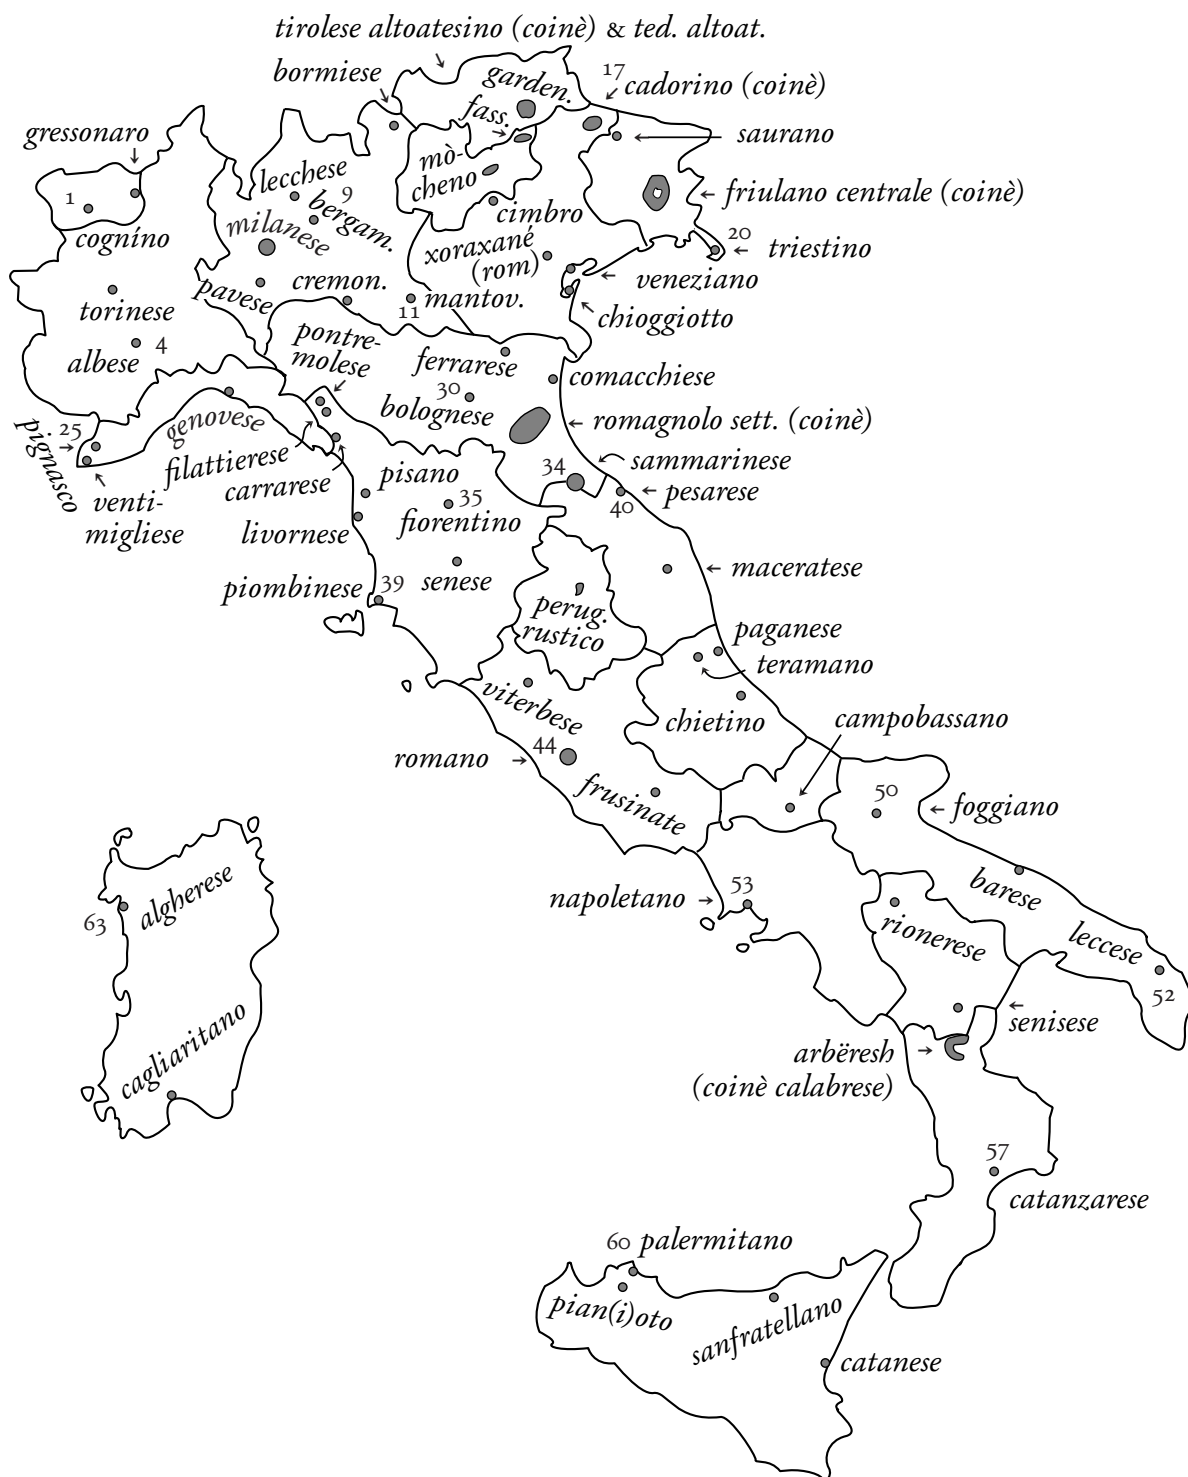 tirolese altoatesino (coinè) & ted. altoat.
bormiese
garden.
17
cadorino (coinè)
fass.
gressonaro
saurano
mò-
cheno
lecchese
9
bergam.
1
friulano centrale (coinè)
cimbro
cogníno
milanese
xoraxané
(rom)
20
triestino
veneziano
pavese
cremon.
mantov.
11
torinese
chioggiotto
albese
4
pontre-
molese
ferrarese
30
bolognese
comacchiese
romagnolo sett. (coinè)
genovese
25
pignasco
filattierese
carrarese
venti-
migliese
pisano
34
sammarinese
35
fiorentino
40
pesarese
livornese
maceratese
piombinese
39
senese
perug.
rustico
paganese
teramano
viterbese
chietino
campobassano
romano
44
frusinate
50
foggiano
napoletano
53
barese
algherese
63
rionerese
leccese
52
senisese
cagliaritano
arbëresh
(coinè calabrese)
57
catanzarese
60
palermitano
pian(i)oto
sanfratellano
catanese